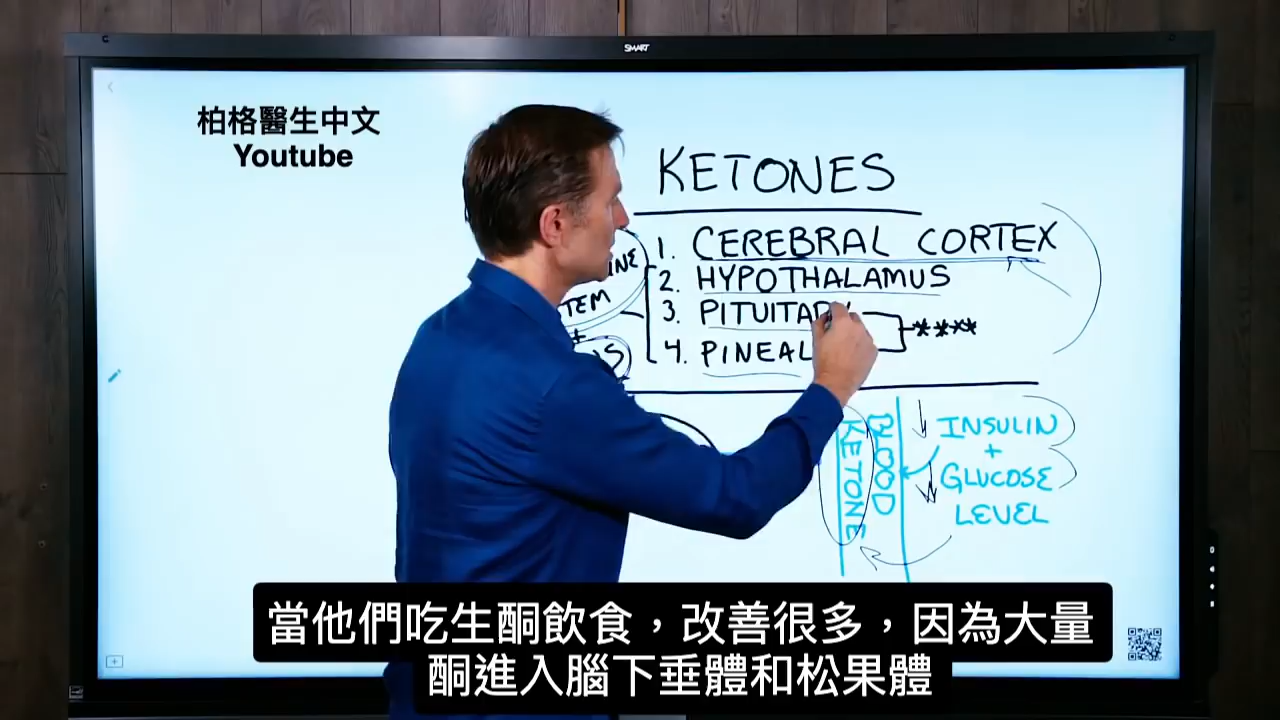 SMART
柏格醫生中文
Youtube
KETONES
1. CEREBRAL CORTEX
2. HYPOTHALAMUS
3. PITUITARY
4. PINEAL
****
+
BLOOD
KETONE
INSULIN
+
GLUCOSE
LEVEL
當他們吃生酮飲食，改善很多，因為大量
酮進入腦下垂體和松果體